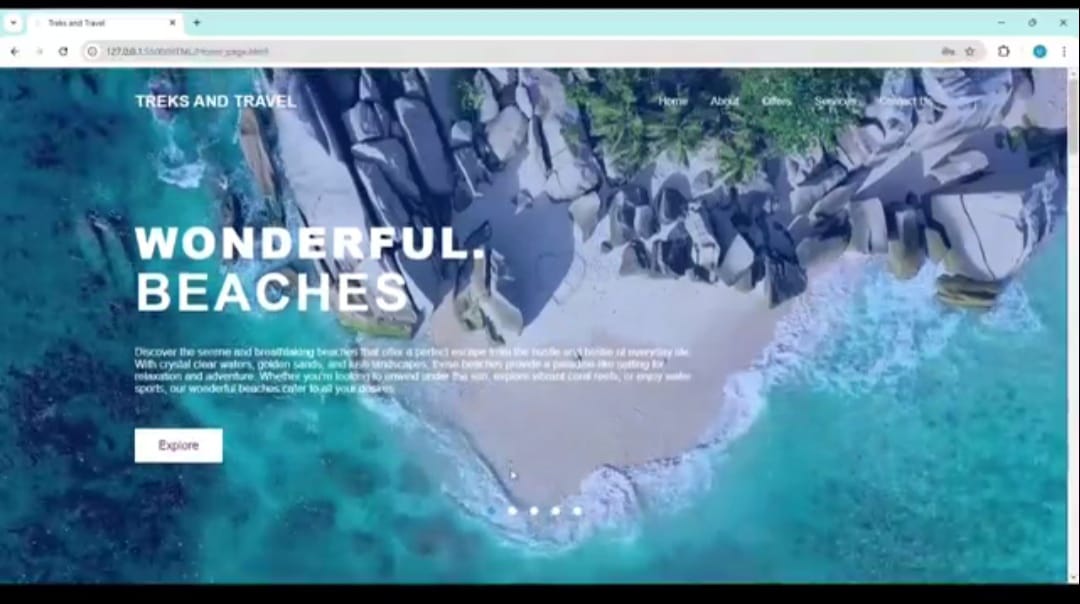 Treks and Travel
127.0.0.1:5500/HTML/Home_page.html
TREKS AND TRAVEL
Home About Offers Services Contact Us
WONDERFUL.
BEACHES
Discover the serene and breathtaking beaches that offer a perfect escape from the hustle and bustle of everyday life.
With crystal clear waters, golden sands, and lush landscapes, these beaches provide a paradise-like setting for
relaxation and adventure. Whether you're looking to unwind under the sun, explore vibrant coral reefs, or enjoy water
sports, our wonderful beaches cater to all your desires.
Explore